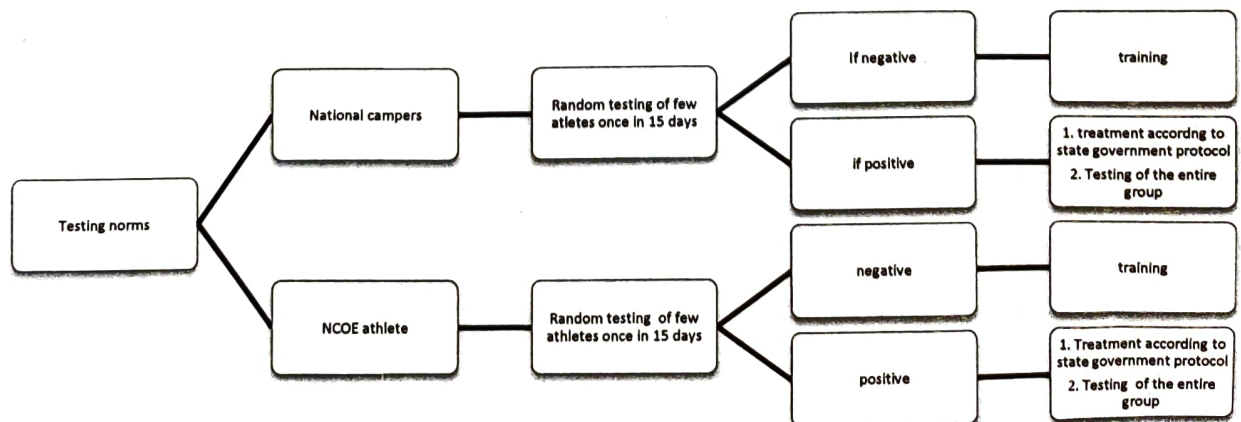 Testing norms
National campers
Random testing of few
atletes once in 15 days
If negative
training
if positive
1. treatment accordng to
state government protocol
2. Testing of the entire
group
NCOE athlete
Random testing of few
athletes once in 15 days
negative
training
positive
1. Treatment according to
state government protocol
2. Testing of the entire
group